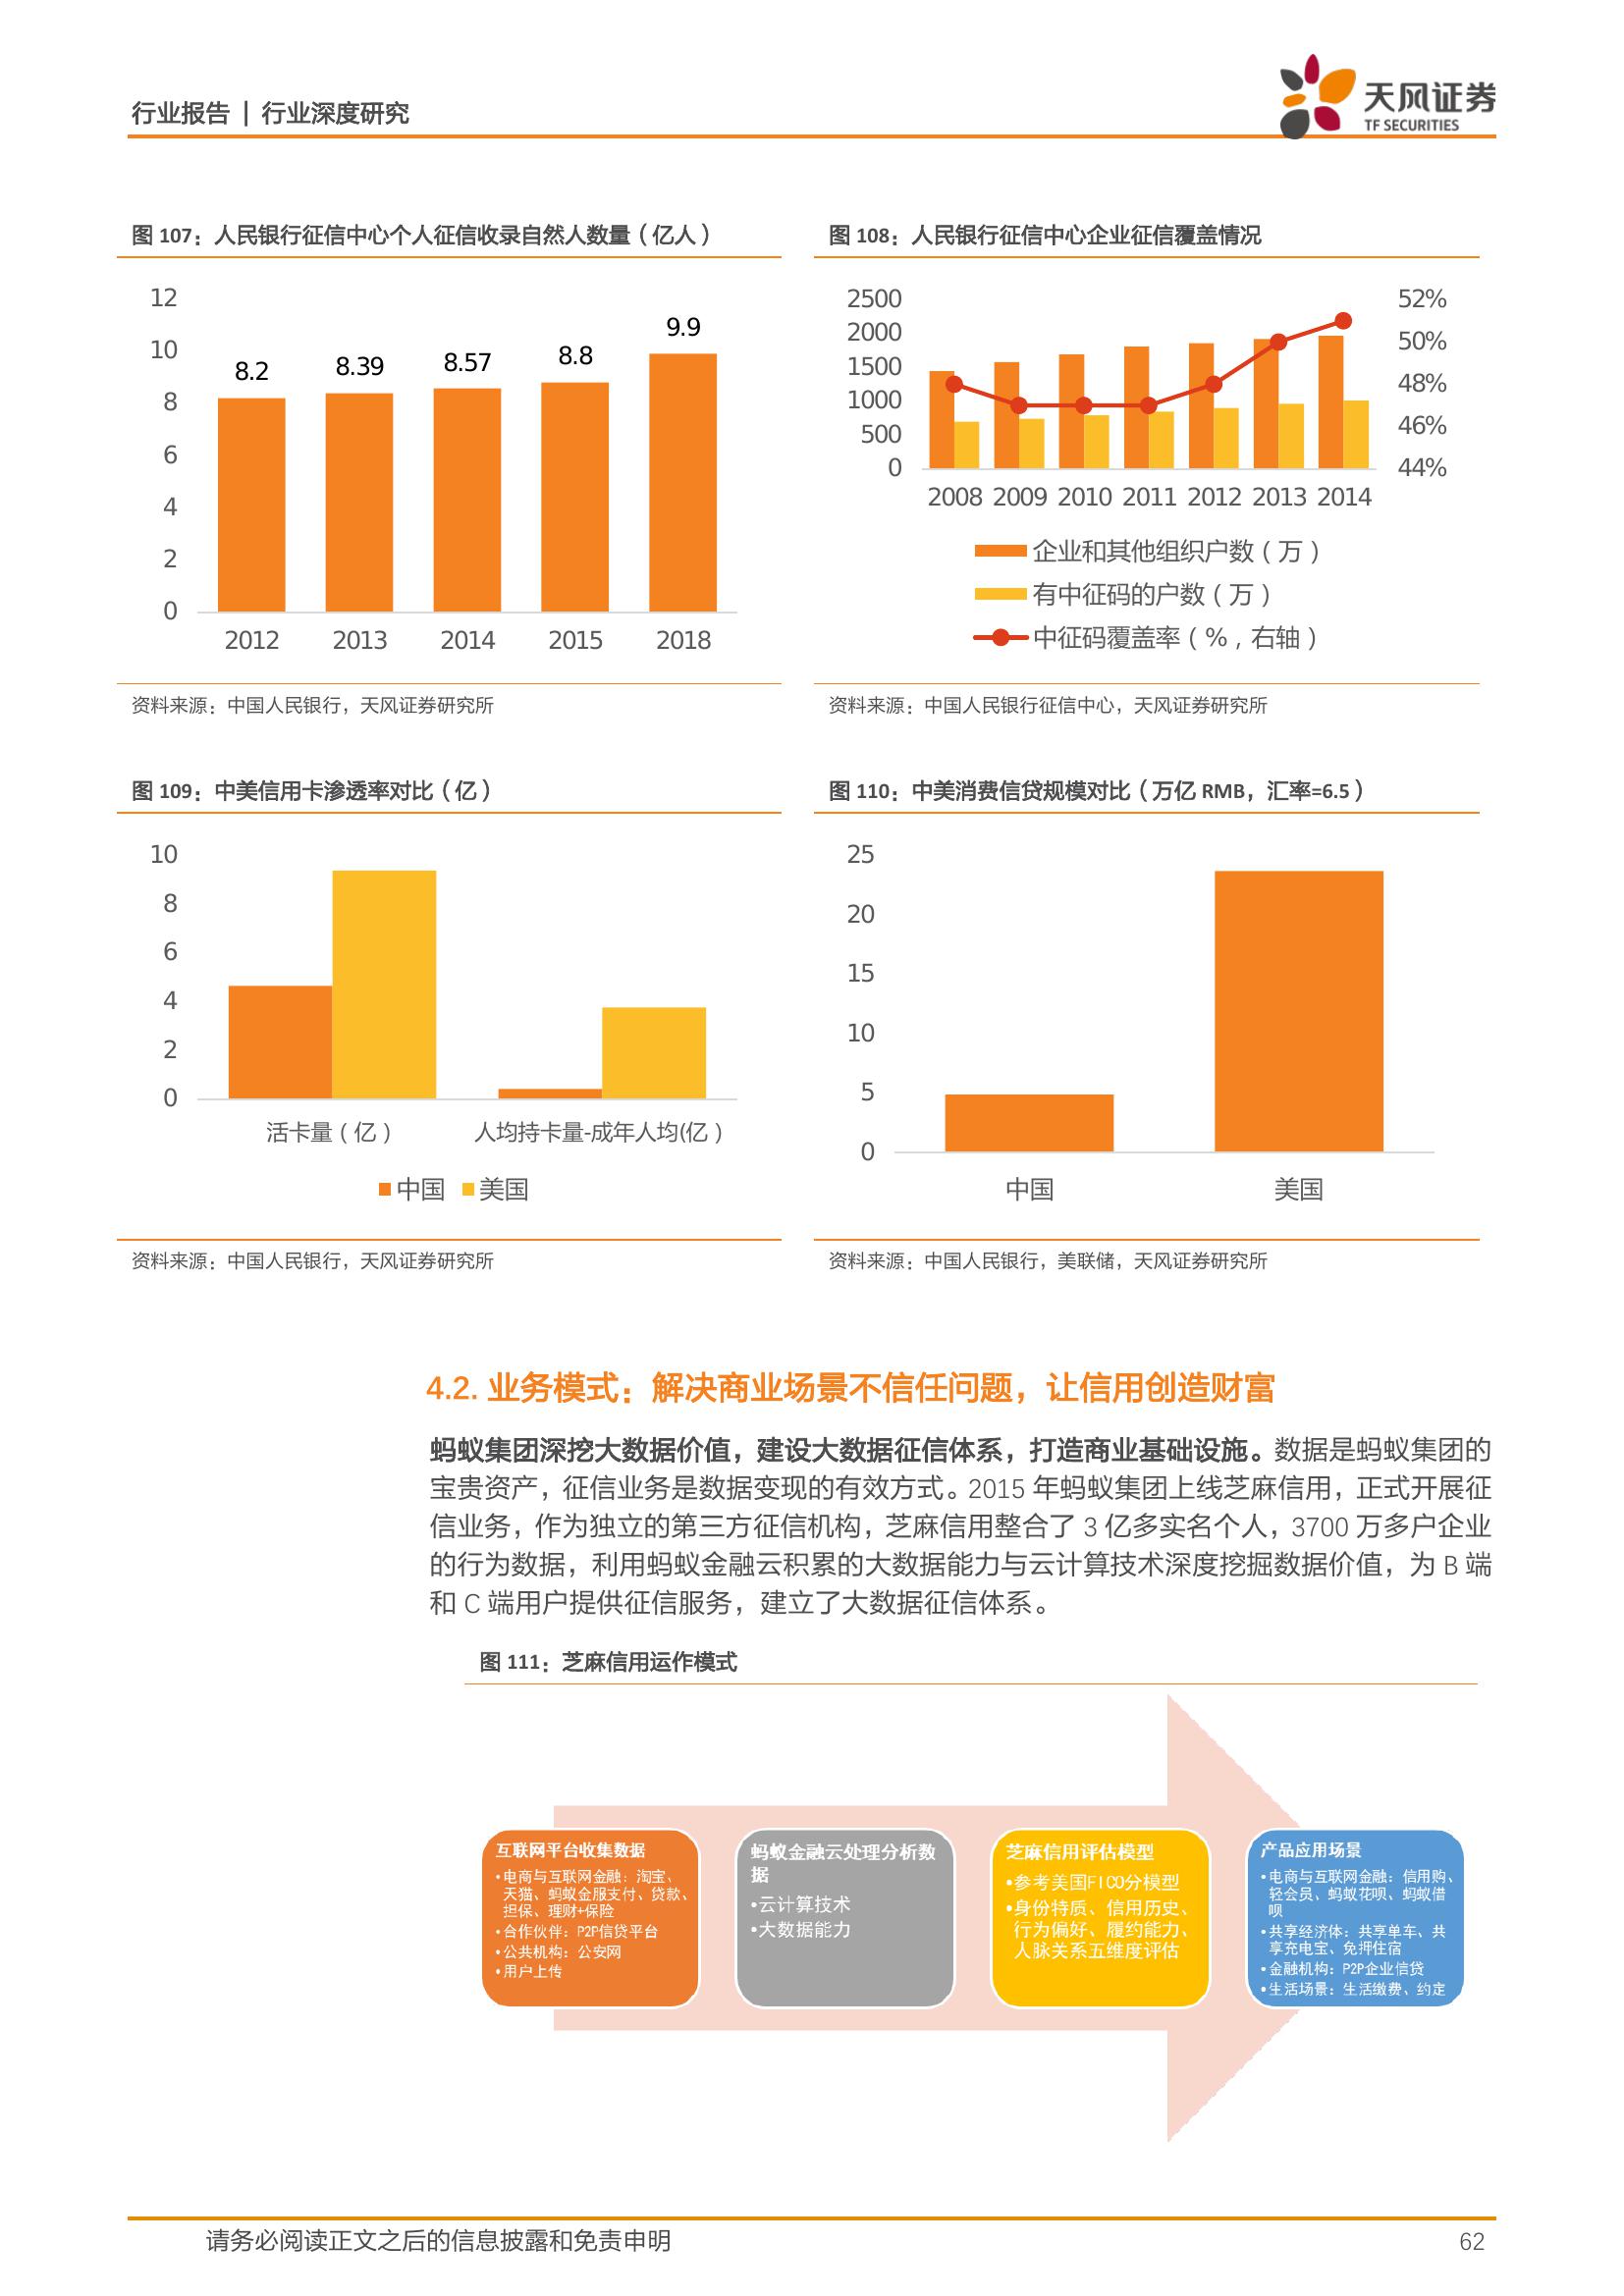 行业报告 | 行业深度研究
天风证券
TF SECURITIES
图 107：人民银行征信中心个人征信收录自然人数量（亿人）
12
10
8
6
4
2
0
8.2
8.39
8.57
8.8
9.9
2012 2013 2014 2015 2018
资料来源：中国人民银行，天风证券研究所
图 108：人民银行征信中心企业征信覆盖情况
2500
2000
1500
1000
500
0
52%
50%
48%
46%
44%
2008 2009 2010 2011 2012 2013 2014
企业和其他组织户数（万）
有中征码的户数（万）
中征码覆盖率（%，右轴）
资料来源：中国人民银行征信中心，天风证券研究所
图 109：中美信用卡渗透率对比（亿）
10
8
6
4
2
0
活卡量（亿） 人均持卡量-成年人均(亿）
中国 美国
资料来源：中国人民银行，天风证券研究所
图 110：中美消费信贷规模对比（万亿 RMB，汇率=6.5）
25
20
15
10
5
0
中国 美国
资料来源：中国人民银行，美联储，天风证券研究所
4.2. 业务模式：解决商业场景不信任问题，让信用创造财富
蚂蚁集团深挖大数据价值，建设大数据征信体系，打造商业基础设施。数据是蚂蚁集团的
宝贵资产，征信业务是数据变现的有效方式。2015 年蚂蚁集团上线芝麻信用，正式开展征
信业务，作为独立的第三方征信机构，芝麻信用整合了 3 亿多实名个人，3700 万多户企业
的行为数据，利用蚂蚁金融云积累的大数据能力与云计算技术深度挖掘数据价值，为 B 端
和 C 端用户提供征信服务，建立了大数据征信体系。
图 111：芝麻信用运作模式
互联网平台收集数据
•电商与互联网金融：淘宝、
天猫、蚂蚁金服支付、贷款、
担保、理财+保险
•合作伙伴：P2P信贷平台
•公共机构：公安网
•用户上传
蚂蚁金融云处理分析数
据
•云计算技术
•大数据能力
芝麻信用评估模型
•参考美国FICO分模型
•身份特质、信用历史、
行为偏好、履约能力、
人脉关系五维度评估
产品应用场景
•电商与互联网金融：信用购、
轻会员、蚂蚁花呗、蚂蚁借
呗
•共享经济体：共享单车、共
享充电宝、免押住宿
•金融机构：P2P企业信贷
•生活场景：生活缴费、约定
请务必阅读正文之后的信息披露和免责申明
62